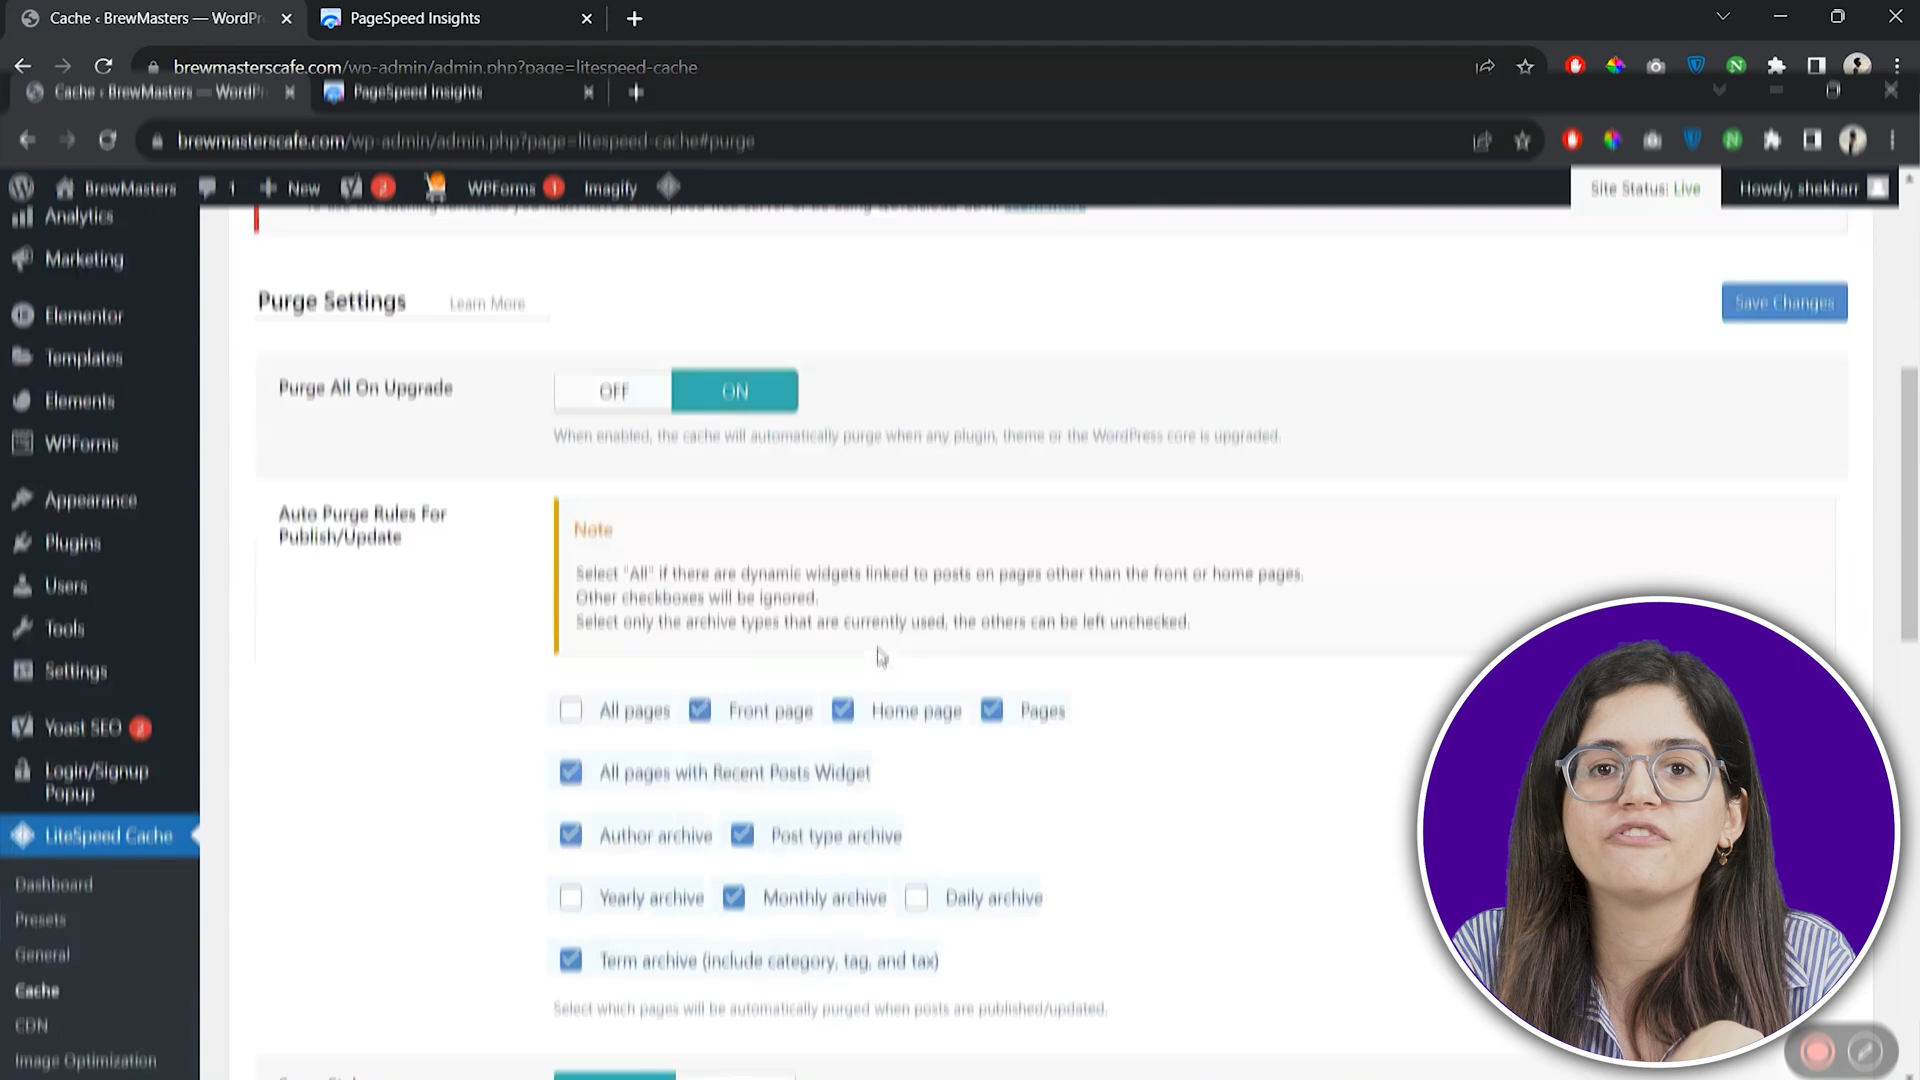 Cache ‹ BrewMasters — WordPr
PageSpeed Insights
brewmasterscafe.com/wp-admin/admin.php?page=litespeed-cache
Cache ‹ BrewMasters — WordPr
PageSpeed Insights
brewmasterscafe.com/wp-admin/admin.php?page=litespeed-cache#purge
BrewMasters 1 New 2 WPForms 1 Imagify Site Status: Live Howdy, shekharr
Analytics
Marketing
Elementor
Templates
Elements
WPForms
Appearance
Plugins
Users
Tools
Settings
Yoast SEO 2
Login/Signup
Popup
LiteSpeed Cache
Dashboard
Presets
General
Cache
CDN
Image Optimization
Purge Settings Learn More Save Changes
Purge All On Upgrade OFF ON
When enabled, the cache will automatically purge when any plugin, theme or the WordPress core is upgraded.
Auto Purge Rules For
Publish/Update
Note
Select "All" if there are dynamic widgets linked to posts on pages other than the front or home pages.
Other checkboxes will be ignored.
Select only the archive types that are currently used, the others can be left unchecked.
All pages Front page Home page Pages
All pages with Recent Posts Widget
Author archive Post type archive
Yearly archive Monthly archive Daily archive
Term archive (include category, tag, and tax)
Select which pages will be automatically purged when posts are published/updated.